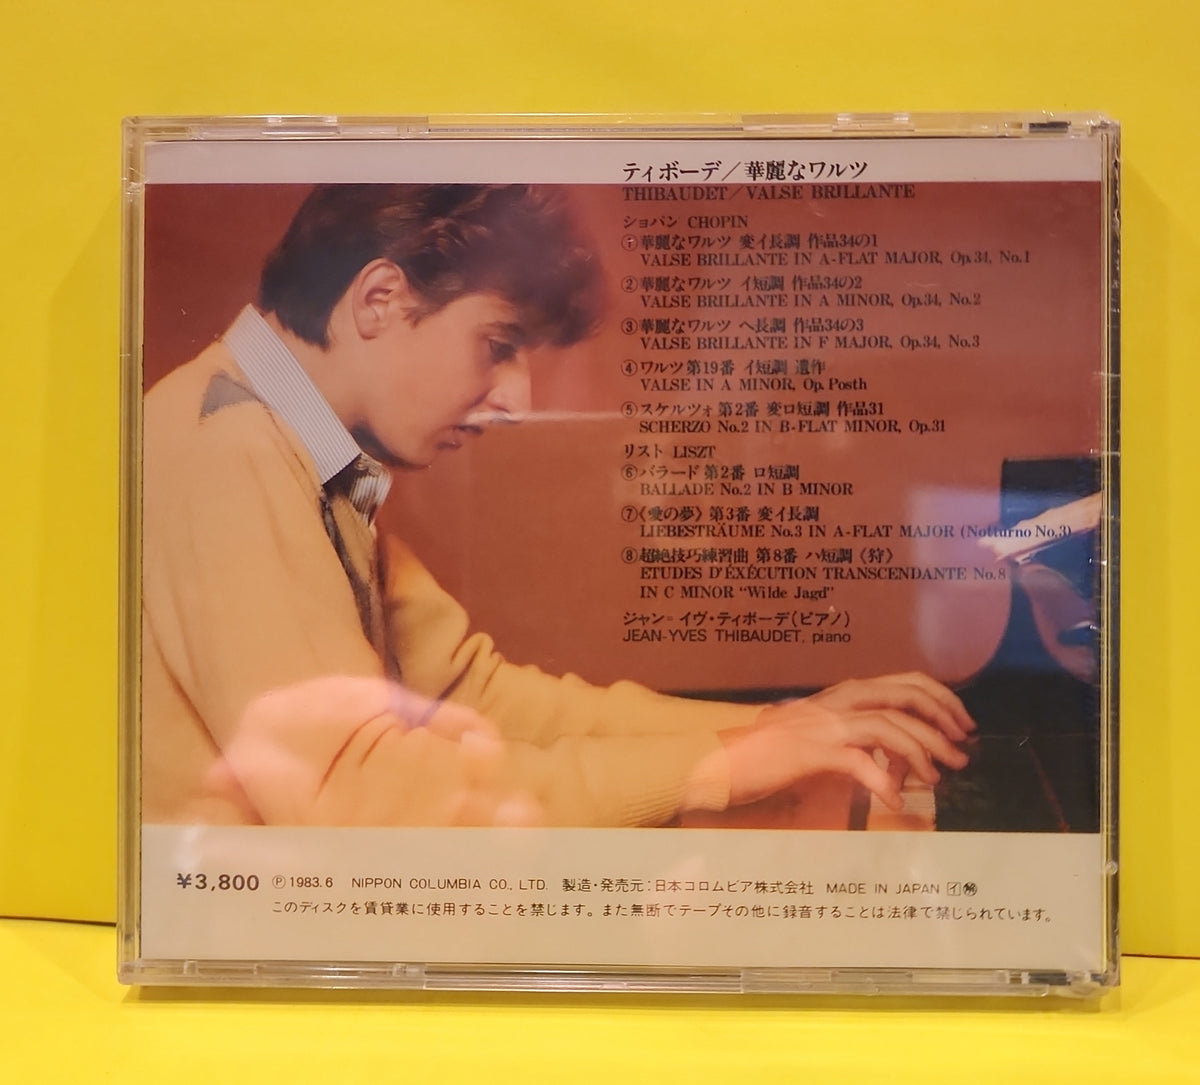 ティボーデ／華麗なワルツ
THIBAUDET／VALSE BRILLANTE
ショパン CHOPIN
①華麗なワルツ 変イ長調 作品34の1
VALSE BRILLANTE IN A-FLAT MAJOR, Op.34, No.1
②華麗なワルツ イ短調 作品34の2
VALSE BRILLANTE IN A MINOR, Op.34, No.2
③華麗なワルツ ヘ長調 作品34の3
VALSE BRILLANTE IN F MAJOR, Op.34, No.3
④ワルツ第19番 イ短調 遺作
VALSE IN A MINOR, Op. Posth
⑤スケルツォ第2番 変ロ短調 作品31
SCHERZO No.2 IN B-FLAT MINOR, Op.31
リスト LISZT
⑥バラード第2番 ロ短調
BALLADE No.2 IN B MINOR
⑦《愛の夢》第3番 変イ長調
LIEBESTRÄUME No.3 IN A-FLAT MAJOR (Notturno No.3)
⑧超絶技巧練習曲 第8番 ハ短調《狩》
ETUDES D'ÉXÉCUTION TRANSCENDANTE No.8
IN C MINOR “Wilde Jagd”
ジャン＝イヴ・ティボーデ(ピアノ)
JEAN-YVES THIBAUDET, piano
¥3,800 Ⓟ1983.6 NIPPON COLUMBIA CO., LTD. 製造・発売元：日本コロムビア株式会社 MADE IN JAPAN イ
このディスクを賃貸業に使用することを禁じます。また無断でテープその他に録音することは法律で禁じられています。